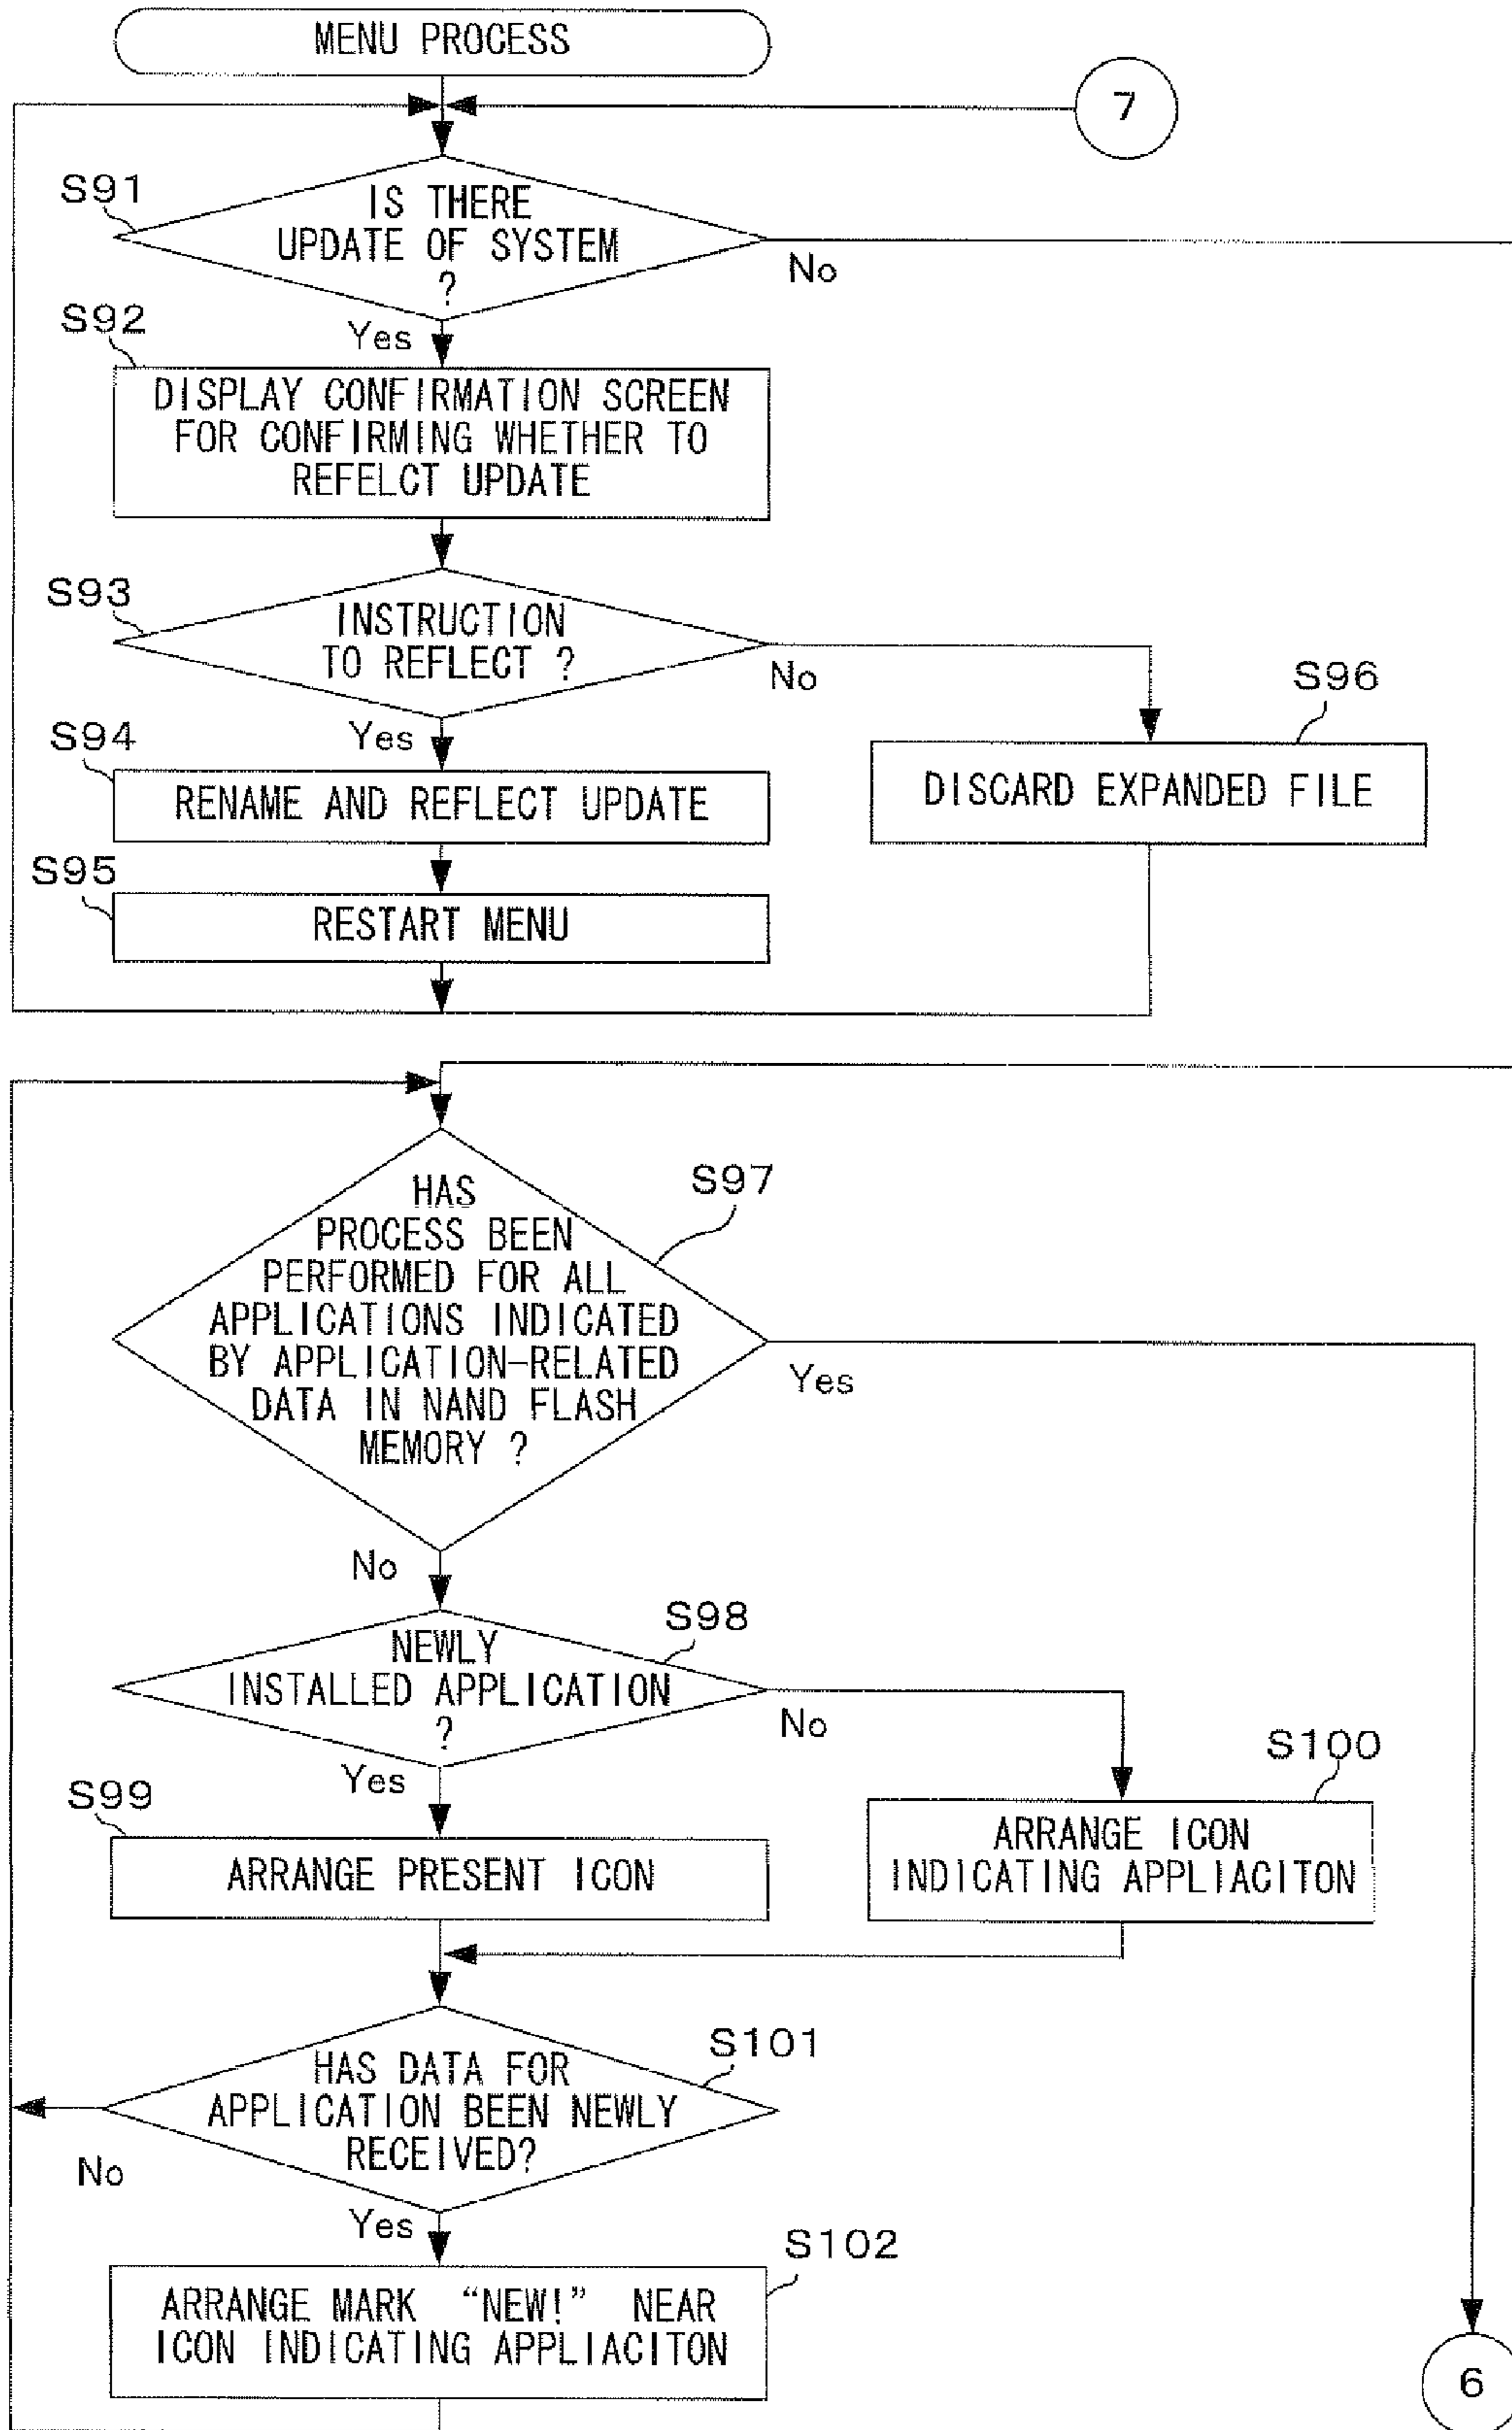 MENU PROCESS
7
S91
IS THERE
UPDATE OF SYSTEM
?
No
Yes
S92
DISPLAY CONFIRMATION SCREEN
FOR CONFIRMING WHETHER TO
REFELCT UPDATE
S93
INSTRUCTION
TO REFLECT ?
No
Yes
S96
DISCARD EXPANDED FILE
S94
RENAME AND REFLECT UPDATE
S95
RESTART MENU
S97
HAS
PROCESS BEEN
PERFORMED FOR ALL
APPLICATIONS INDICATED
BY APPLICATION-RELATED
DATA IN NAND FLASH
MEMORY ?
Yes
No
S98
NEWLY
INSTALLED APPLICATION
?
No
Yes
S100
ARRANGE ICON
INDICATING APPLIACITON
S99
ARRANGE PRESENT ICON
S101
HAS DATA FOR
APPLICATION BEEN NEWLY
RECEIVED?
No
Yes
S102
ARRANGE MARK “NEW!” NEAR
ICON INDICATING APPLIACITON
6